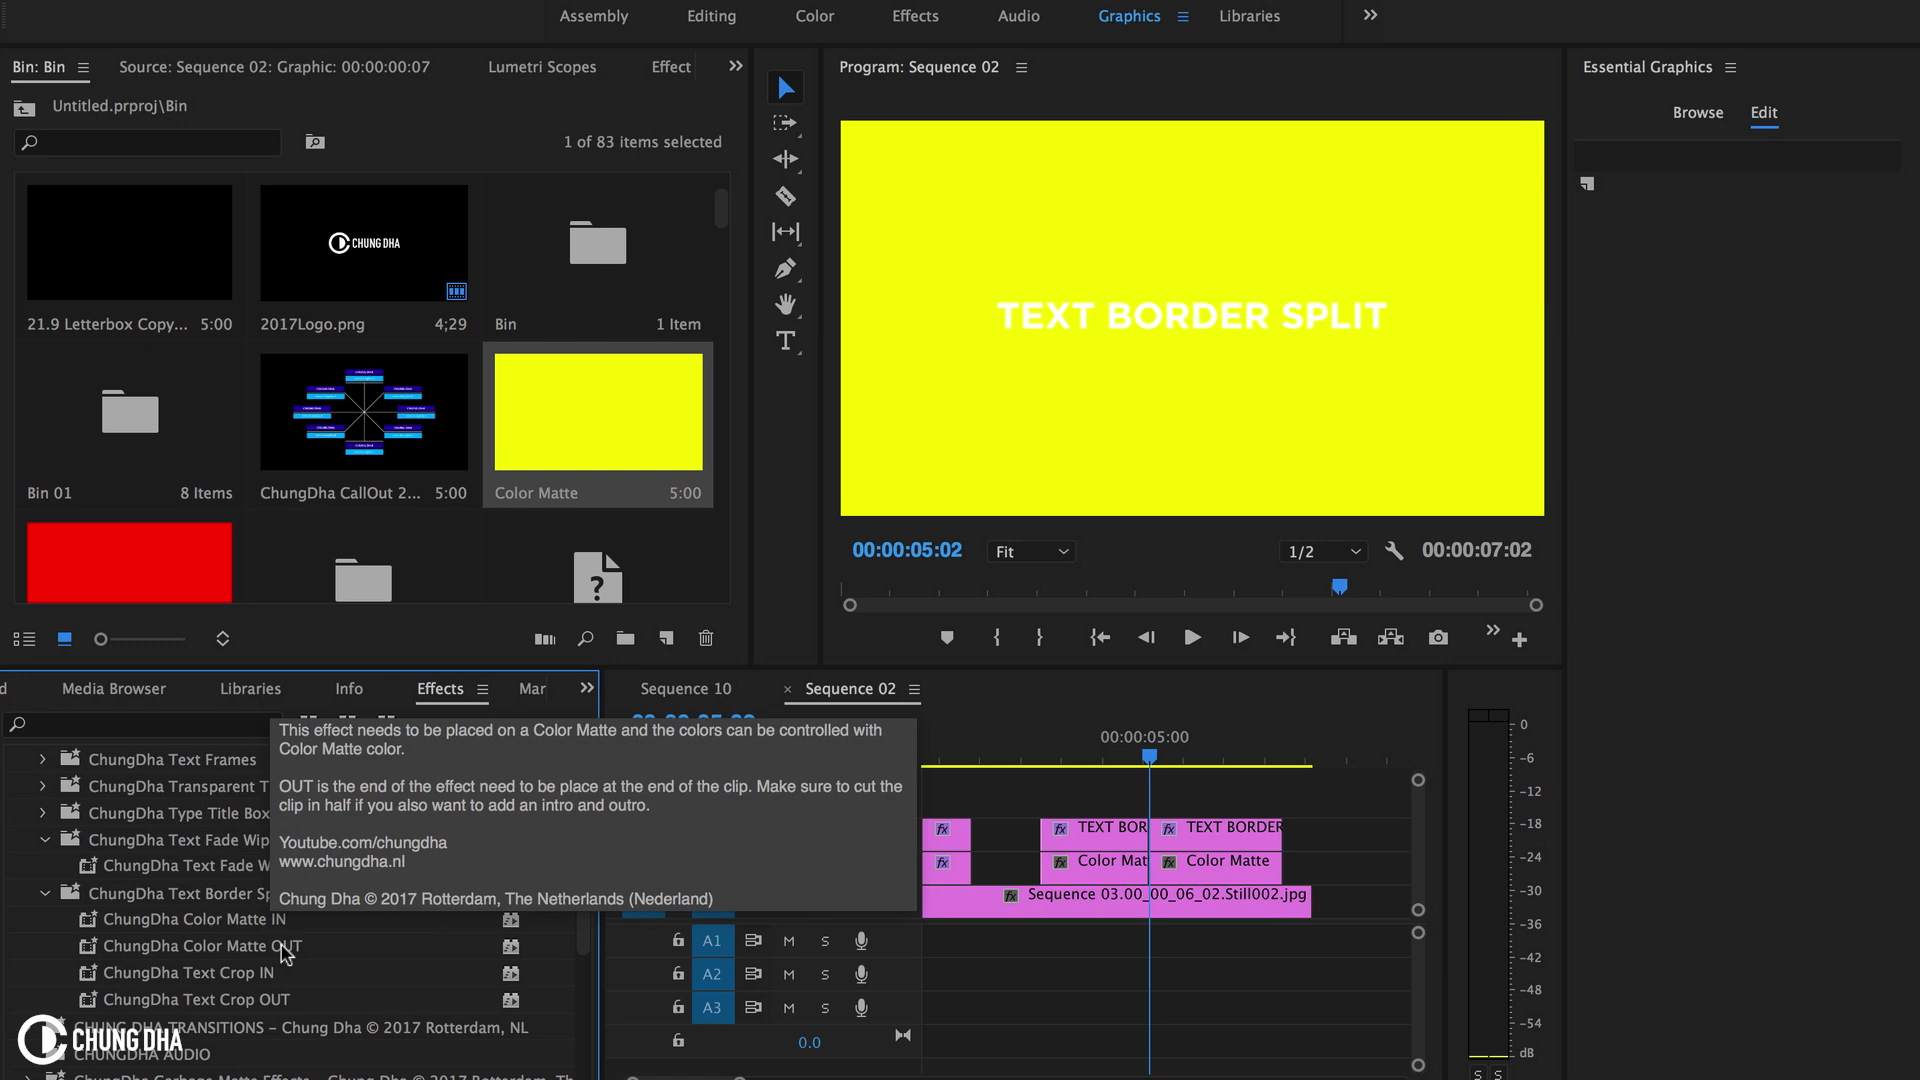 Assembly
Editing
Color
Effects
Audio
Graphics
Libraries
Bin: Bin
Source: Sequence 02: Graphic: 00:00:00:07
Lumetri Scopes
Effect
Program: Sequence 02
Essential Graphics
Untitled.prproj\Bin
Browse
Edit
1 of 83 items selected
CHUNG DHA
21.9 Letterbox Copy... 5:00
2017Logo.png 4;29
Bin 1 Item
TEXT BORDER SPLIT
Bin 01 8 Items
ChungDha CallOut 2... 5:00
Color Matte 5:00
00:00:05:02
Fit
1/2
00:00:07:02
Media Browser
Libraries
Info
Effects
Mar
Sequence 10
Sequence 02
This effect needs to be placed on a Color Matte and the colors can be controlled with
Color Matte color.
OUT is the end of the effect need to be place at the end of the clip. Make sure to cut the
clip in half if you also want to add an intro and outro.
Youtube.com/chungdha
www.chungdha.nl
Chung Dha © 2017 Rotterdam, The Netherlands (Nederland)
ChungDha Text Frames
ChungDha Transparent T
ChungDha Type Title Box
ChungDha Text Fade Wip
ChungDha Text Fade W
ChungDha Text Border Sp
ChungDha Color Matte IN
ChungDha Color Matte OUT
ChungDha Text Crop IN
ChungDha Text Crop OUT
CHUNG DHA TRANSITIONS – Chung Dha © 2017 Rotterdam, NL
CHUNGDHA AUDIO
CHUNG DHA
00:00:05:00
fx
fx TEXT BOR
fx TEXT BORDER
fx
fx Color Mat
fx Color Matte
fx Sequence 03.00_00_06_02.Still002.jpg
A1 M S
A2 M S
A3 M S
0.0
0
-6
-12
-18
-24
-30
-36
-42
-48
-54
dB
S S